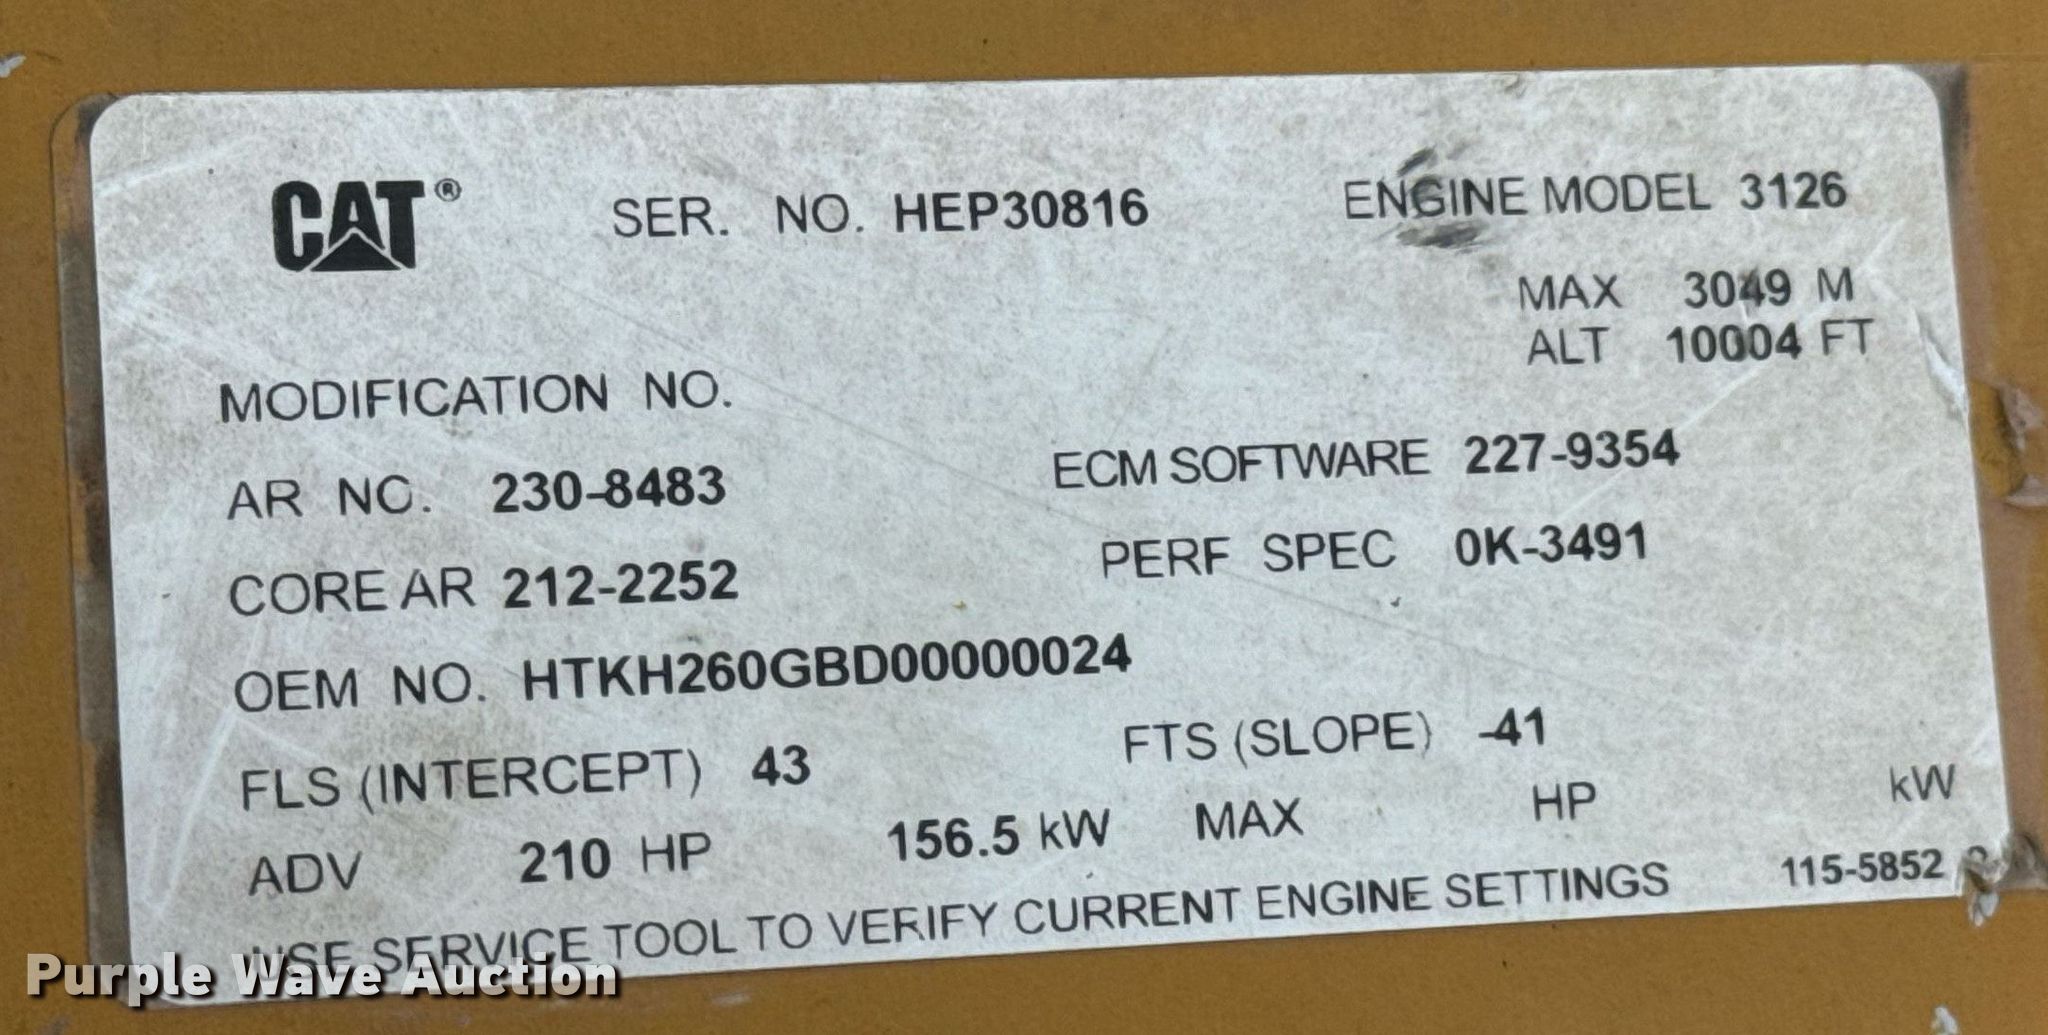 CAT® SER. NO. HEP30816 ENGINE MODEL 3126
MAX 3049 M
ALT 10004 FT
MODIFICATION NO.
AR NO. 230-8483 ECM SOFTWARE 227-9354
CORE AR 212-2252 PERF SPEC 0K-3491
OEM NO. HTKH260GBD00000024
FLS (INTERCEPT) 43 FTS (SLOPE) -41
ADV 210 HP 156.5 kW MAX HP kW
USE SERVICE TOOL TO VERIFY CURRENT ENGINE SETTINGS 115-5852
Purple Wave Auction